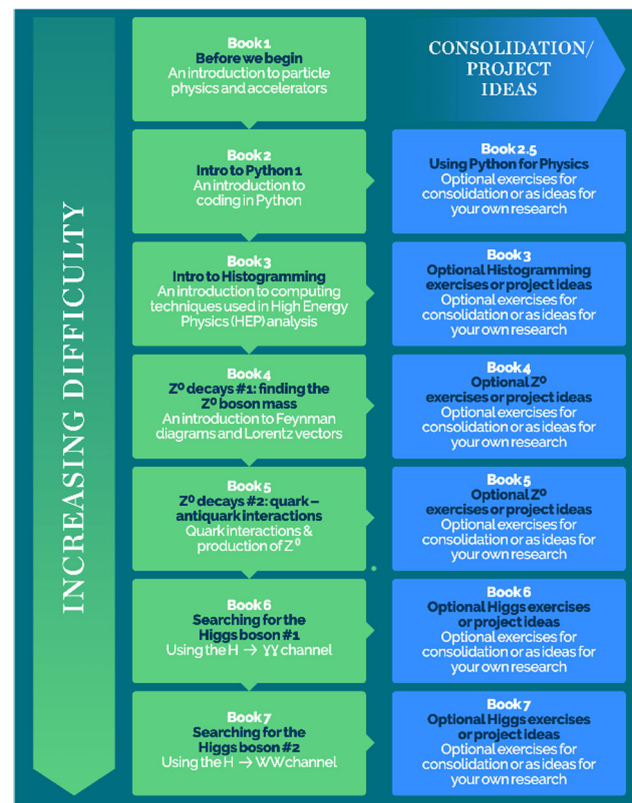 INCREASING DIFFICULTY
Book 1
Before we begin
An introduction to particle
physics and accelerators
CONSOLIDATION/
PROJECT
IDEAS
Book 2
Intro to Python 1
An introduction to
coding in Python
Book 2.5
Using Python for Physics
Optional exercises for
consolidation or as ideas for
your own research
Book 3
Intro to Histogramming
An introduction to computing
techniques used in High Energy
Physics (HEP) analysis
Book 3
Optional Histogramming
exercises or project ideas
Optional exercises for
consolidation or as ideas for
your own research
Book 4
Z⁰ decays #1: finding the
Z⁰ boson mass
An introduction to Feynman
diagrams and Lorentz vectors
Book 4
Optional Z⁰
exercises or project ideas
Optional exercises for
consolidation or as ideas for
your own research
Book 5
Z⁰ decays #2: quark –
antiquark interactions
Quark interactions &
production of Z⁰
Book 5
Optional Z⁰
exercises or project ideas
Optional exercises for
consolidation or as ideas for
your own research
Book 6
Searching for the
Higgs boson #1
Using the H → γγ channel
Book 6
Optional Higgs exercises
or project ideas
Optional exercises for
consolidation or as ideas for
your own research
Book 7
Searching for the
Higgs boson #2
Using the H → WW channel
Book 7
Optional Higgs exercises
or project ideas
Optional exercises for
consolidation or as ideas for
your own research